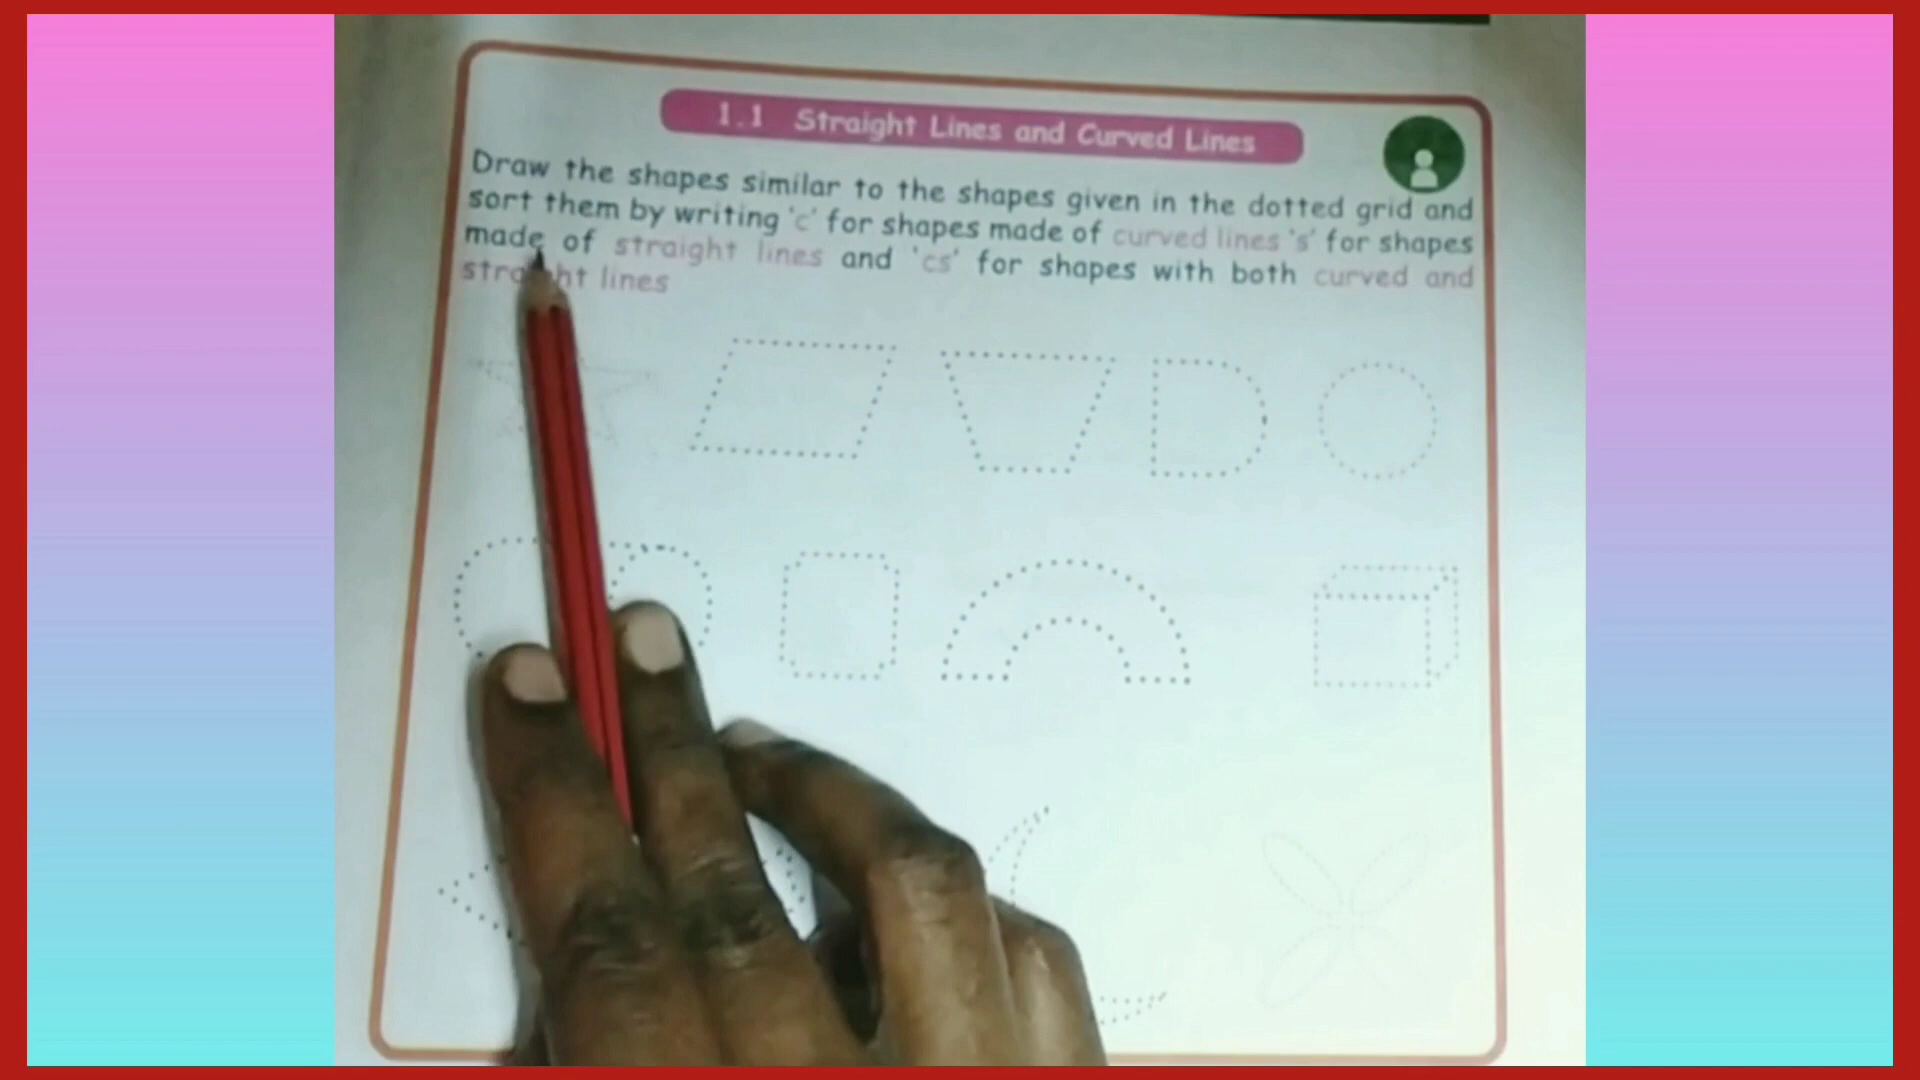 1.1 Straight Lines and Curved Lines
Draw the shapes similar to the shapes given in the dotted grid and
sort them by writing 'c' for shapes made of curved lines 's' for shapes
made of straight lines and 'cs' for shapes with both curved and
straight lines